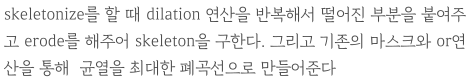 skeletonize를 할 때 dilation 연산을 반복해서 떨어진 부분을 붙여주
고 erode를 해주어 skeleton을 구한다. 그리고 기존의 마스크와 or연
산을 통해  균열을 최대한 폐곡선으로 만들어준다